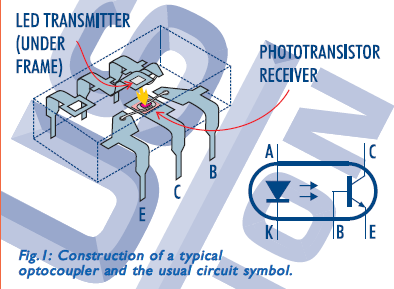 LED TRANSMITTER
(UNDER
FRAME)
PHOTOTRANSISTOR
RECEIVER
B
C
E
A
C
K
B
E
Fig.1: Construction of a typical
optocoupler and the usual circuit symbol.